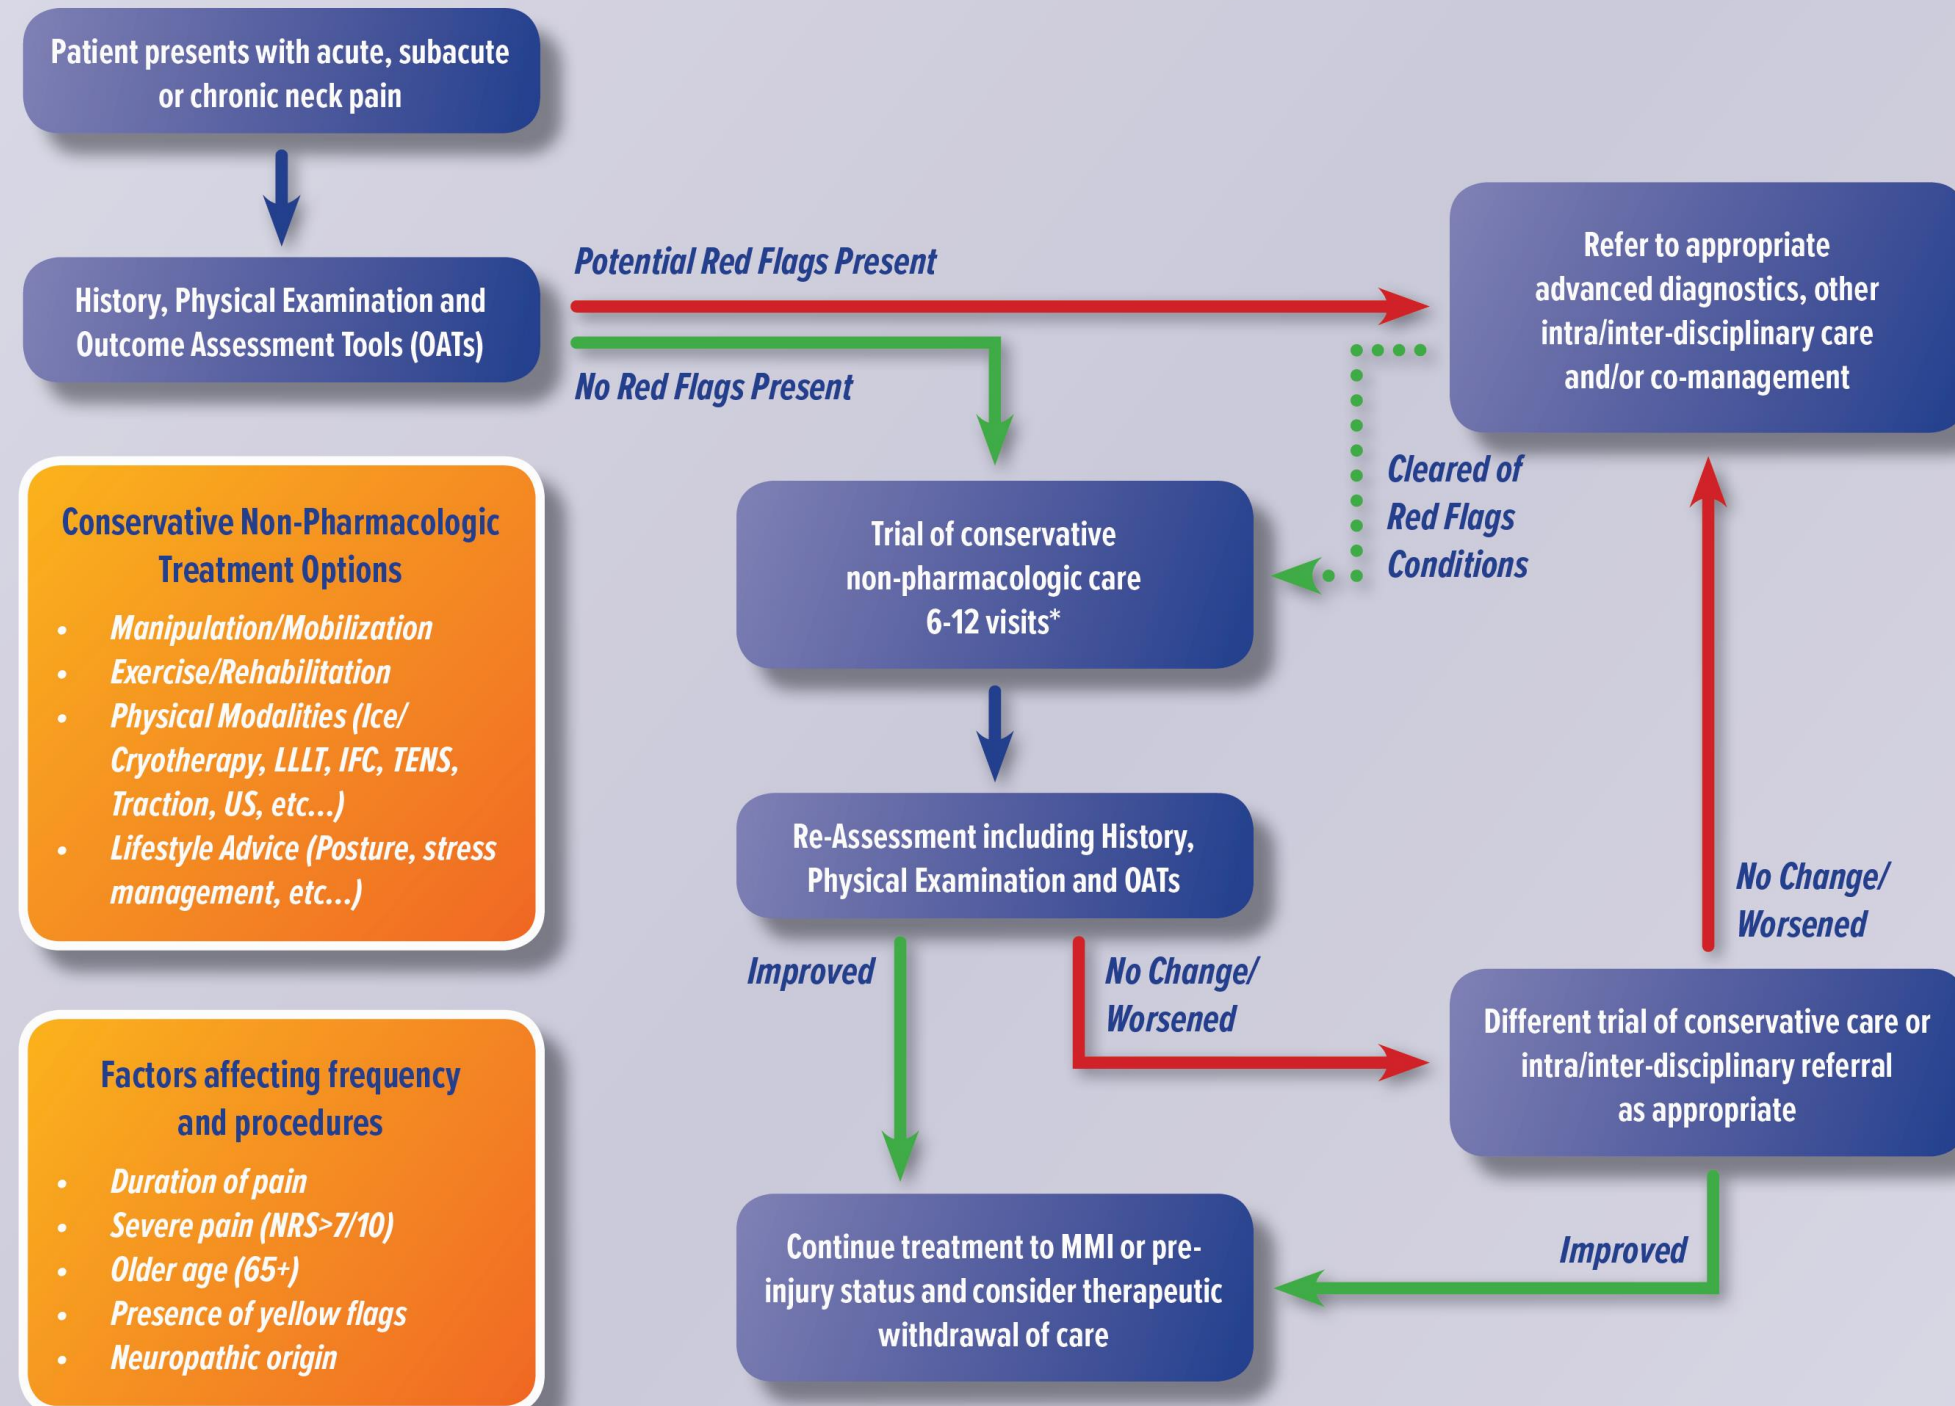 Patient presents with acute, subacute
or chronic neck pain
History, Physical Examination and
Outcome Assessment Tools (OATs)
Potential Red Flags Present
No Red Flags Present
Refer to appropriate
advanced diagnostics, other
intra/inter-disciplinary care
and/or co-management
Cleared of
Red Flags
Conditions
Trial of conservative
non-pharmacologic care
6-12 visits*
Re-Assessment including History,
Physical Examination and OATs
Improved
No Change/
Worsened
No Change/
Worsened
Different trial of conservative care or
intra/inter-disciplinary referral
as appropriate
Improved
Continue treatment to MMI or pre-
injury status and consider therapeutic
withdrawal of care
Conservative Non-Pharmacologic
Treatment Options
• Manipulation/Mobilization
• Exercise/Rehabilitation
• Physical Modalities (Ice/
Cryotherapy, LLLT, IFC, TENS,
Traction, US, etc...)
• Lifestyle Advice (Posture, stress
management, etc...)
Factors affecting frequency
and procedures
• Duration of pain
• Severe pain (NRS>7/10)
• Older age (65+)
• Presence of yellow flags
• Neuropathic origin